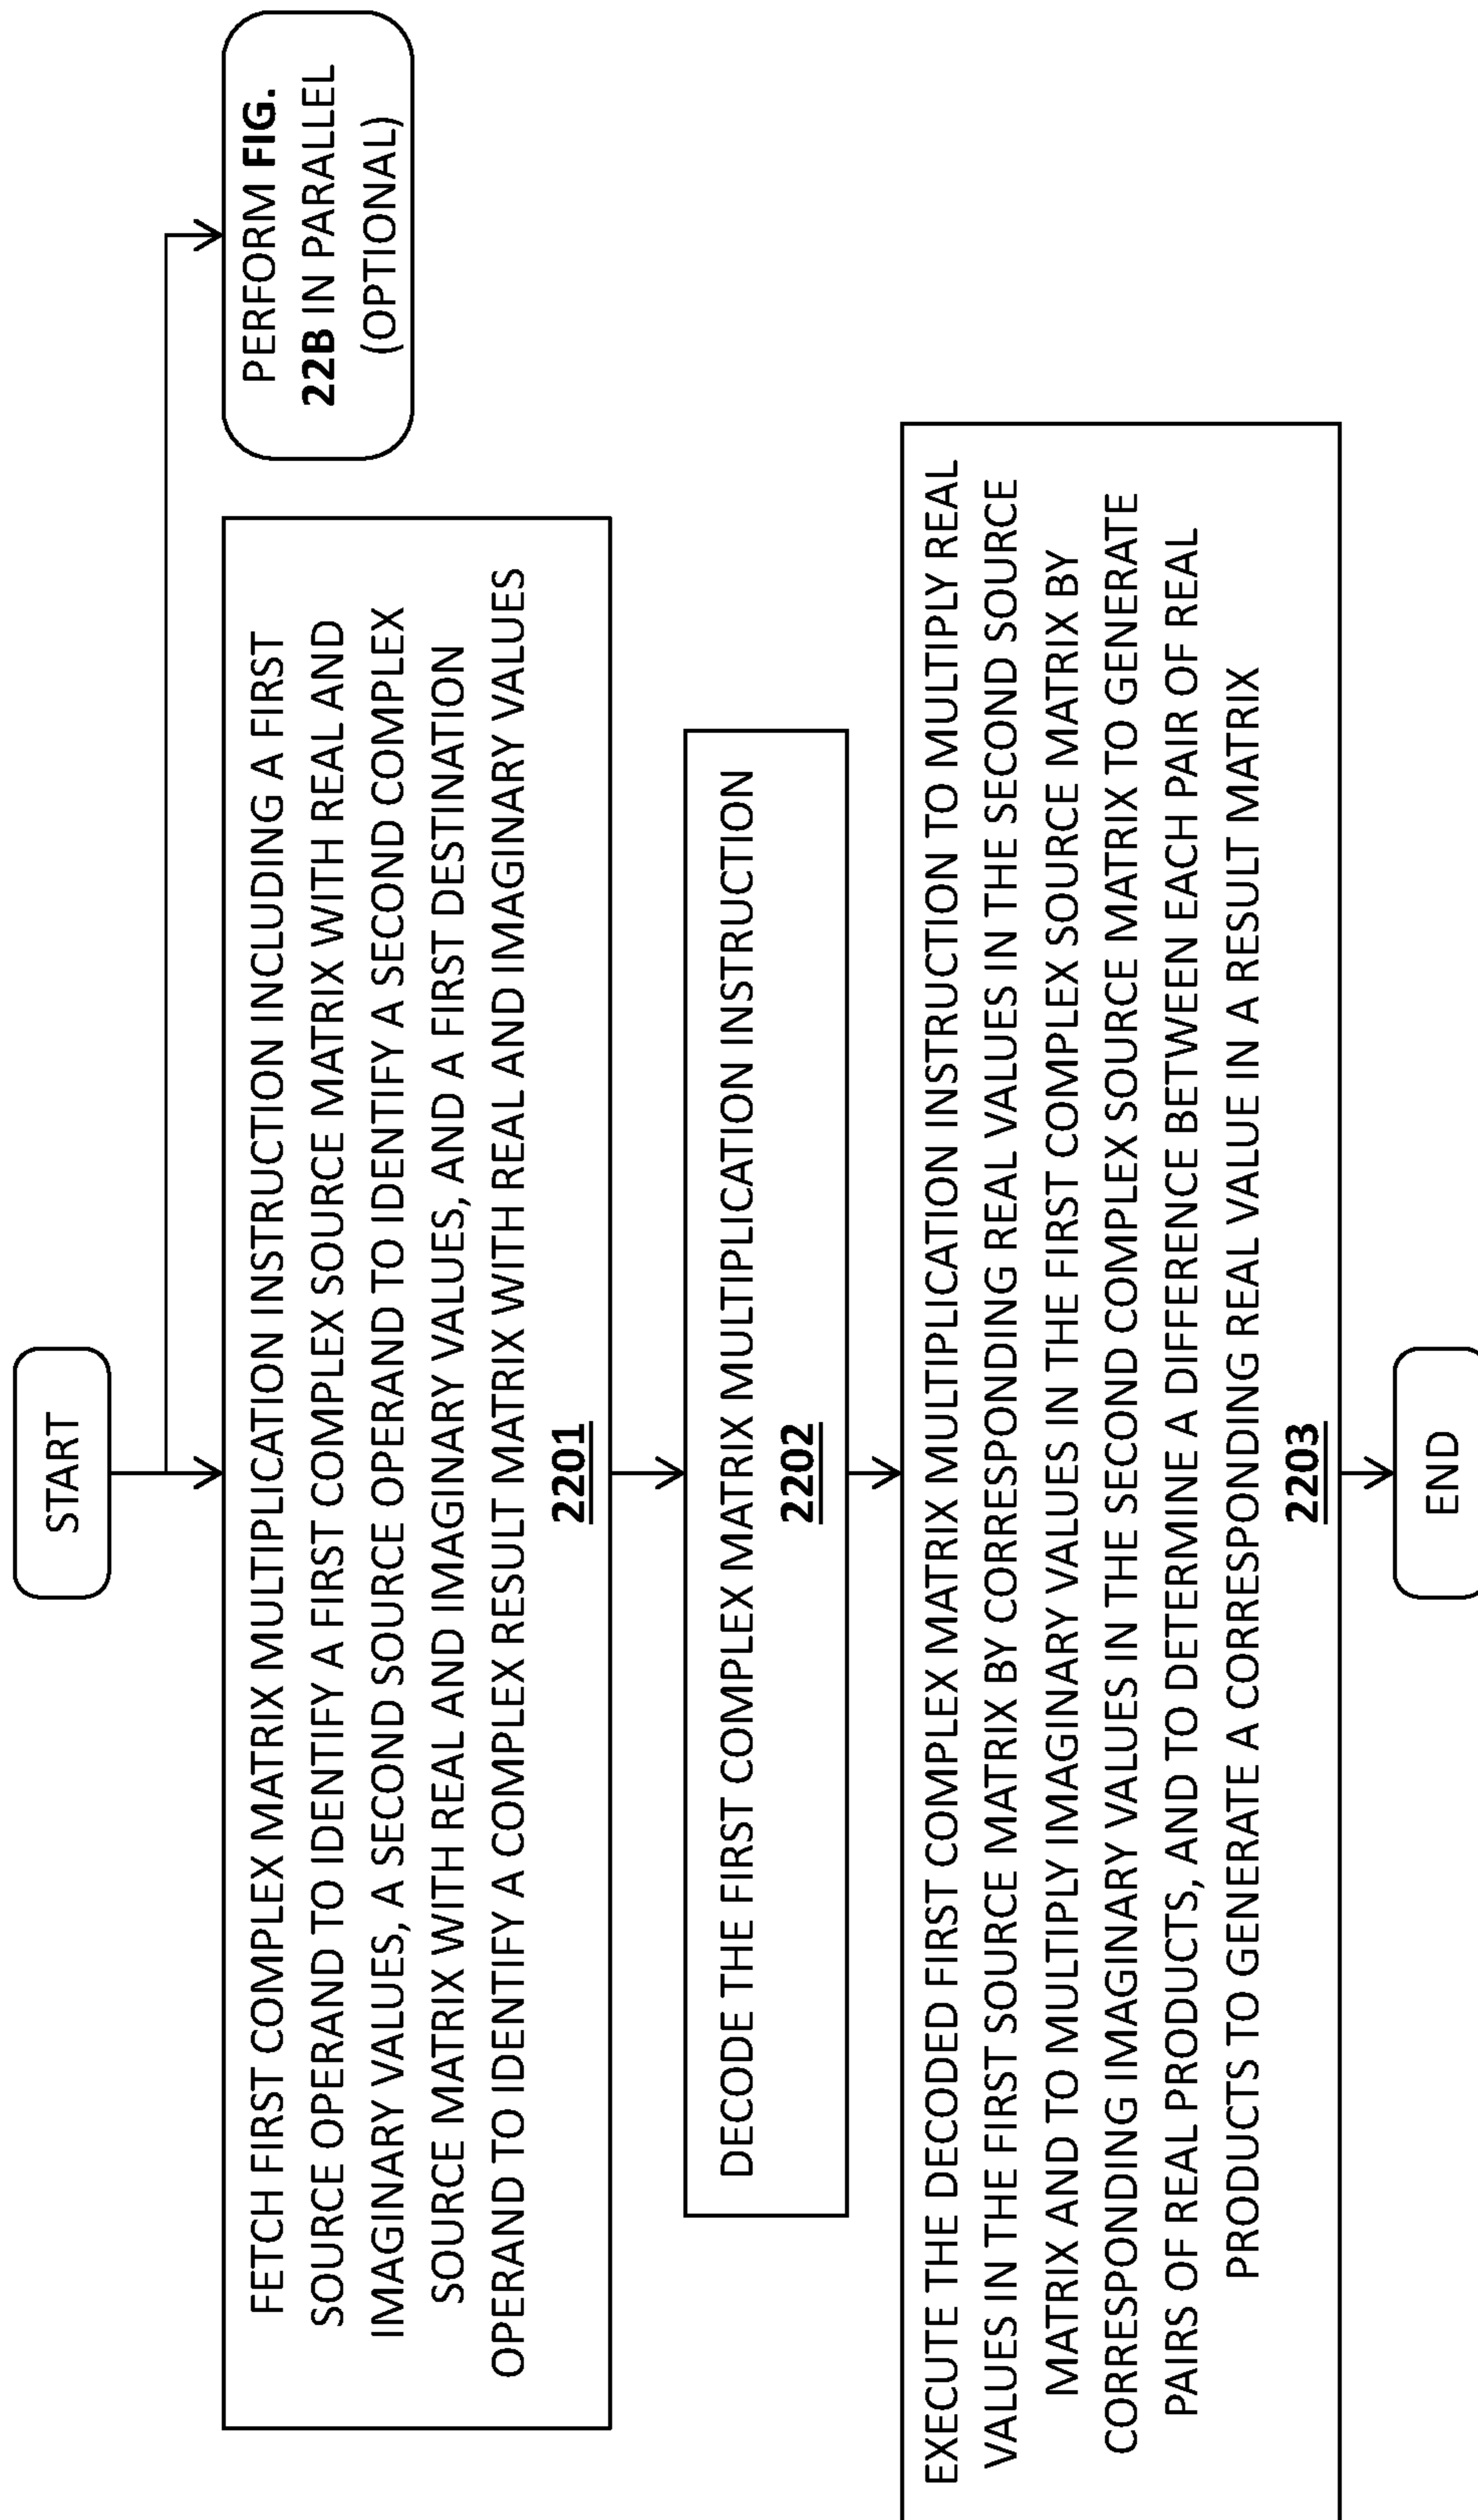 START
PERFORM FIG.
22B IN PARALLEL
(OPTIONAL)
FETCH FIRST COMPLEX MATRIX MULTIPLICATION INSTRUCTION INCLUDING A FIRST
SOURCE OPERAND TO IDENTIFY A FIRST COMPLEX SOURCE MATRIX WITH REAL AND
IMAGINARY VALUES, A SECOND SOURCE OPERAND TO IDENTIFY A SECOND COMPLEX
SOURCE MATRIX WITH REAL AND IMAGINARY VALUES, AND A FIRST DESTINATION
OPERAND TO IDENTIFY A COMPLEX RESULT MATRIX WITH REAL AND IMAGINARY VALUES
2201
DECODE THE FIRST COMPLEX MATRIX MULTIPLICATION INSTRUCTION
2202
EXECUTE THE DECODED FIRST COMPLEX MATRIX MULTIPLICATION INSTRUCTION TO MULTIPLY REAL
VALUES IN THE FIRST SOURCE MATRIX BY CORRESPONDING REAL VALUES IN THE SECOND SOURCE
MATRIX AND TO MULTIPLY IMAGINARY VALUES IN THE FIRST COMPLEX SOURCE MATRIX BY
CORRESPONDING IMAGINARY VALUES IN THE SECOND COMPLEX SOURCE MATRIX TO GENERATE
PAIRS OF REAL PRODUCTS, AND TO DETERMINE A DIFFERENCE BETWEEN EACH PAIR OF REAL
PRODUCTS TO GENERATE A CORRESPONDING REAL VALUE IN A RESULT MATRIX
2203
END